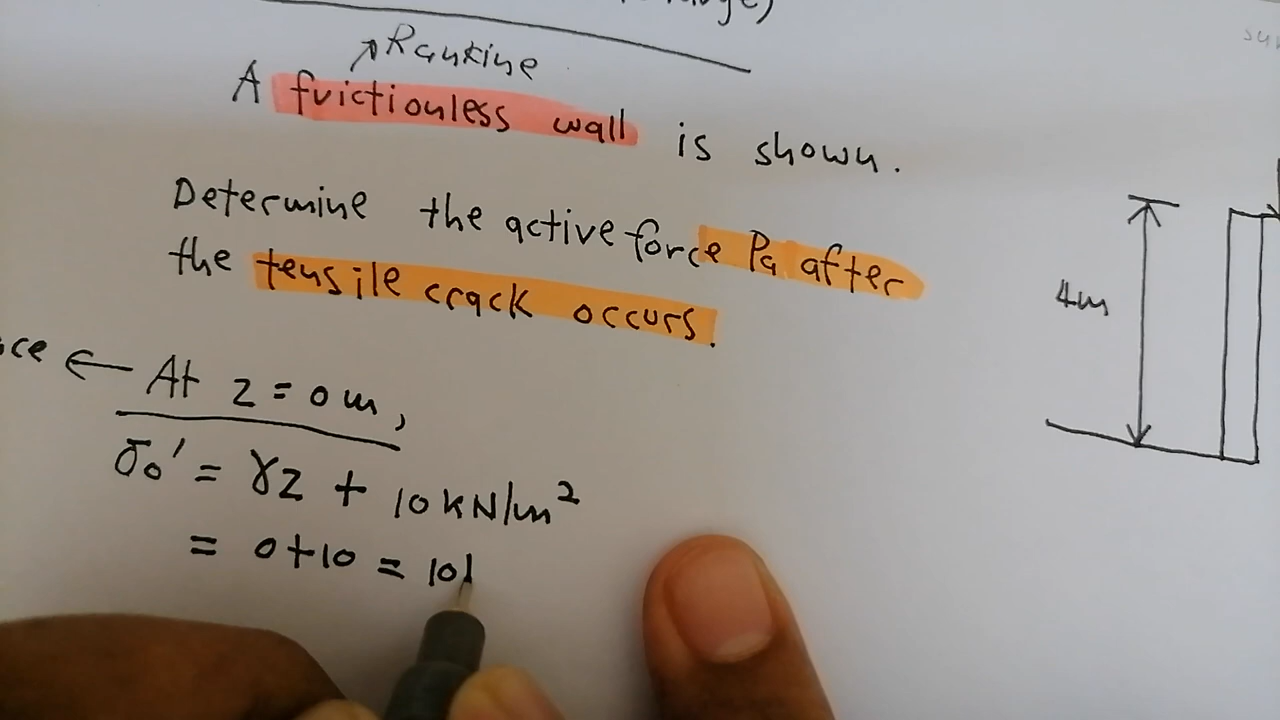 ↗Rankine
A frictionless wall is shown.
Determine the active force Pa after
the tensile crack occurs.
← At z = 0 m,
σo' = γz + 10 kN/m²
= 0+10 = 10
4m